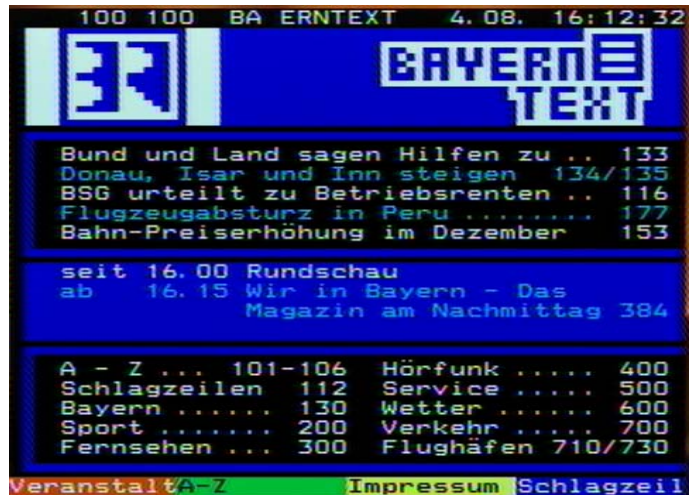 100 100 BA ERNTEXT 4.08. 16:12:32
BR
BAYERN
TEXT
Bund und Land sagen Hilfen zu .. 133
Donau, Isar und Inn steigen 134/135
BSG urteilt zu Betriebsrenten .. 116
Flugzeugabsturz in Peru ........ 177
Bahn-Preiserhöhung im Dezember 153
seit 16.00 Rundschau
ab 16.15 Wir in Bayern - Das
Magazin am Nachmittag 384
A - Z ... 101-106 Hörfunk ..... 400
Schlagzeilen 112 Service ..... 500
Bayern ....... 130 Wetter ...... 600
Sport ........ 200 Verkehr ..... 700
Fernsehen ... 300 Flughäfen 710/730
Veranstalt A-Z Impressum Schlagzeil